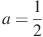 a = 1/2